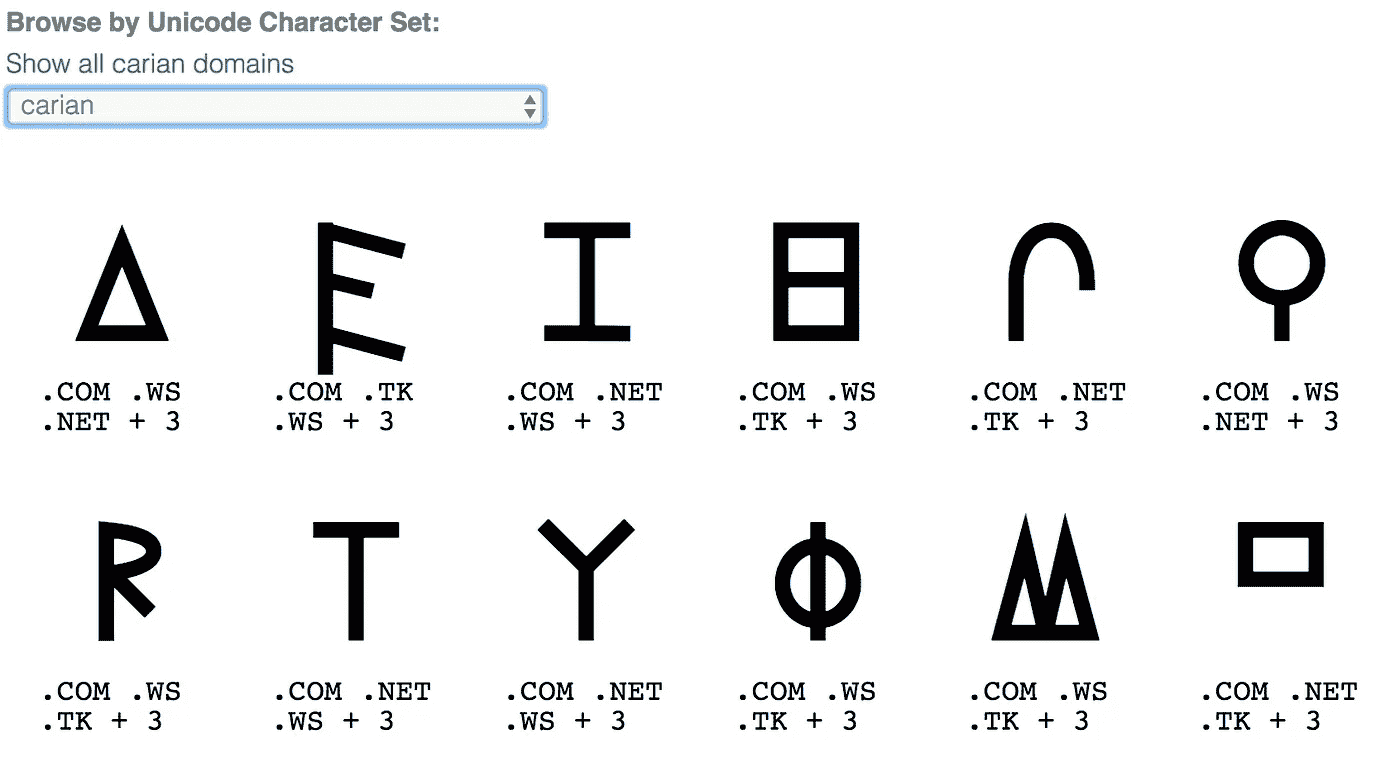 Browse by Unicode Character Set:
Show all carian domains
carian
.COM .WS
.NET + 3
.COM .TK
.WS + 3
.COM .NET
.WS + 3
.COM .WS
.TK + 3
.COM .NET
.TK + 3
.COM .WS
.NET + 3
.COM .WS
.TK + 3
.COM .NET
.WS + 3
.COM .NET
.WS + 3
.COM .WS
.TK + 3
.COM .WS
.TK + 3
.COM .NET
.TK + 3